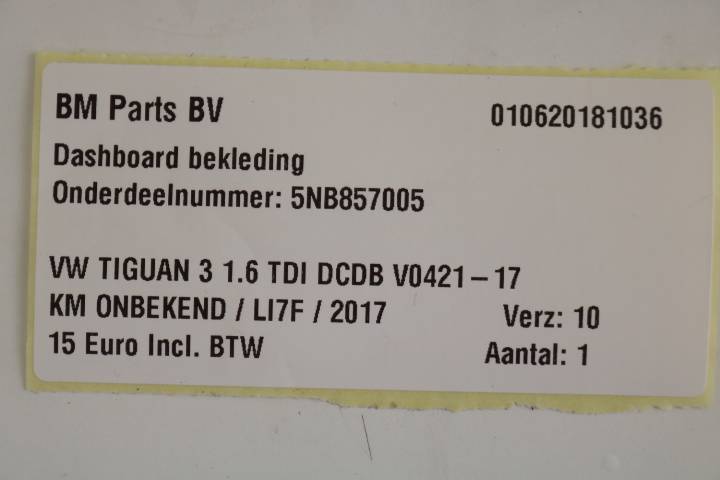 BM Parts BV 010620181036
Dashboard bekleding
Onderdeelnummer: 5NB857005
VW TIGUAN 3 1.6 TDI DCDB V0421 – 17
KM ONBEKEND / LI7F / 2017 Verz: 10
15 Euro Incl. BTW Aantal: 1